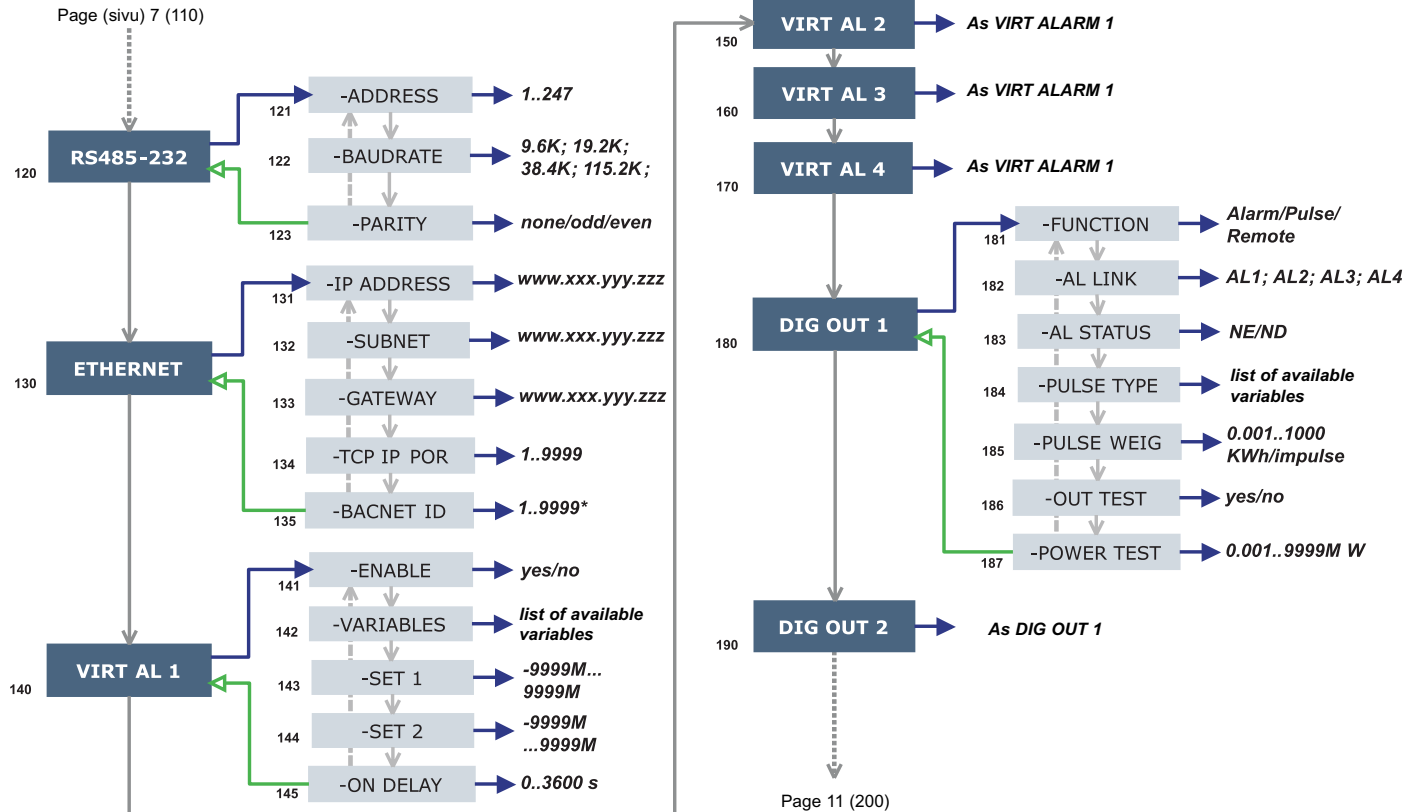 Page (sivu) 7 (110)
120
RS485-232
121
-ADDRESS
1..247
122
-BAUDRATE
9.6K; 19.2K;
38.4K; 115.2K;
123
-PARITY
none/odd/even
130
ETHERNET
131
-IP ADDRESS
www.xxx.yyy.zzz
132
-SUBNET
www.xxx.yyy.zzz
133
-GATEWAY
www.xxx.yyy.zzz
134
-TCP IP POR
1..9999
135
-BACNET ID
1..9999*
140
VIRT AL 1
141
-ENABLE
yes/no
142
-VARIABLES
list of available
variables
143
-SET 1
-9999M...
9999M
144
-SET 2
-9999M
...9999M
145
-ON DELAY
0..3600 s
150
VIRT AL 2
As VIRT ALARM 1
160
VIRT AL 3
As VIRT ALARM 1
170
VIRT AL 4
As VIRT ALARM 1
180
DIG OUT 1
181
-FUNCTION
Alarm/Pulse/
Remote
182
-AL LINK
AL1; AL2; AL3; AL4
183
-AL STATUS
NE/ND
184
-PULSE TYPE
list of available
variables
185
-PULSE WEIG
0.001..1000
KWh/impulse
186
-OUT TEST
yes/no
187
-POWER TEST
0.001..9999M W
190
DIG OUT 2
As DIG OUT 1
Page 11 (200)